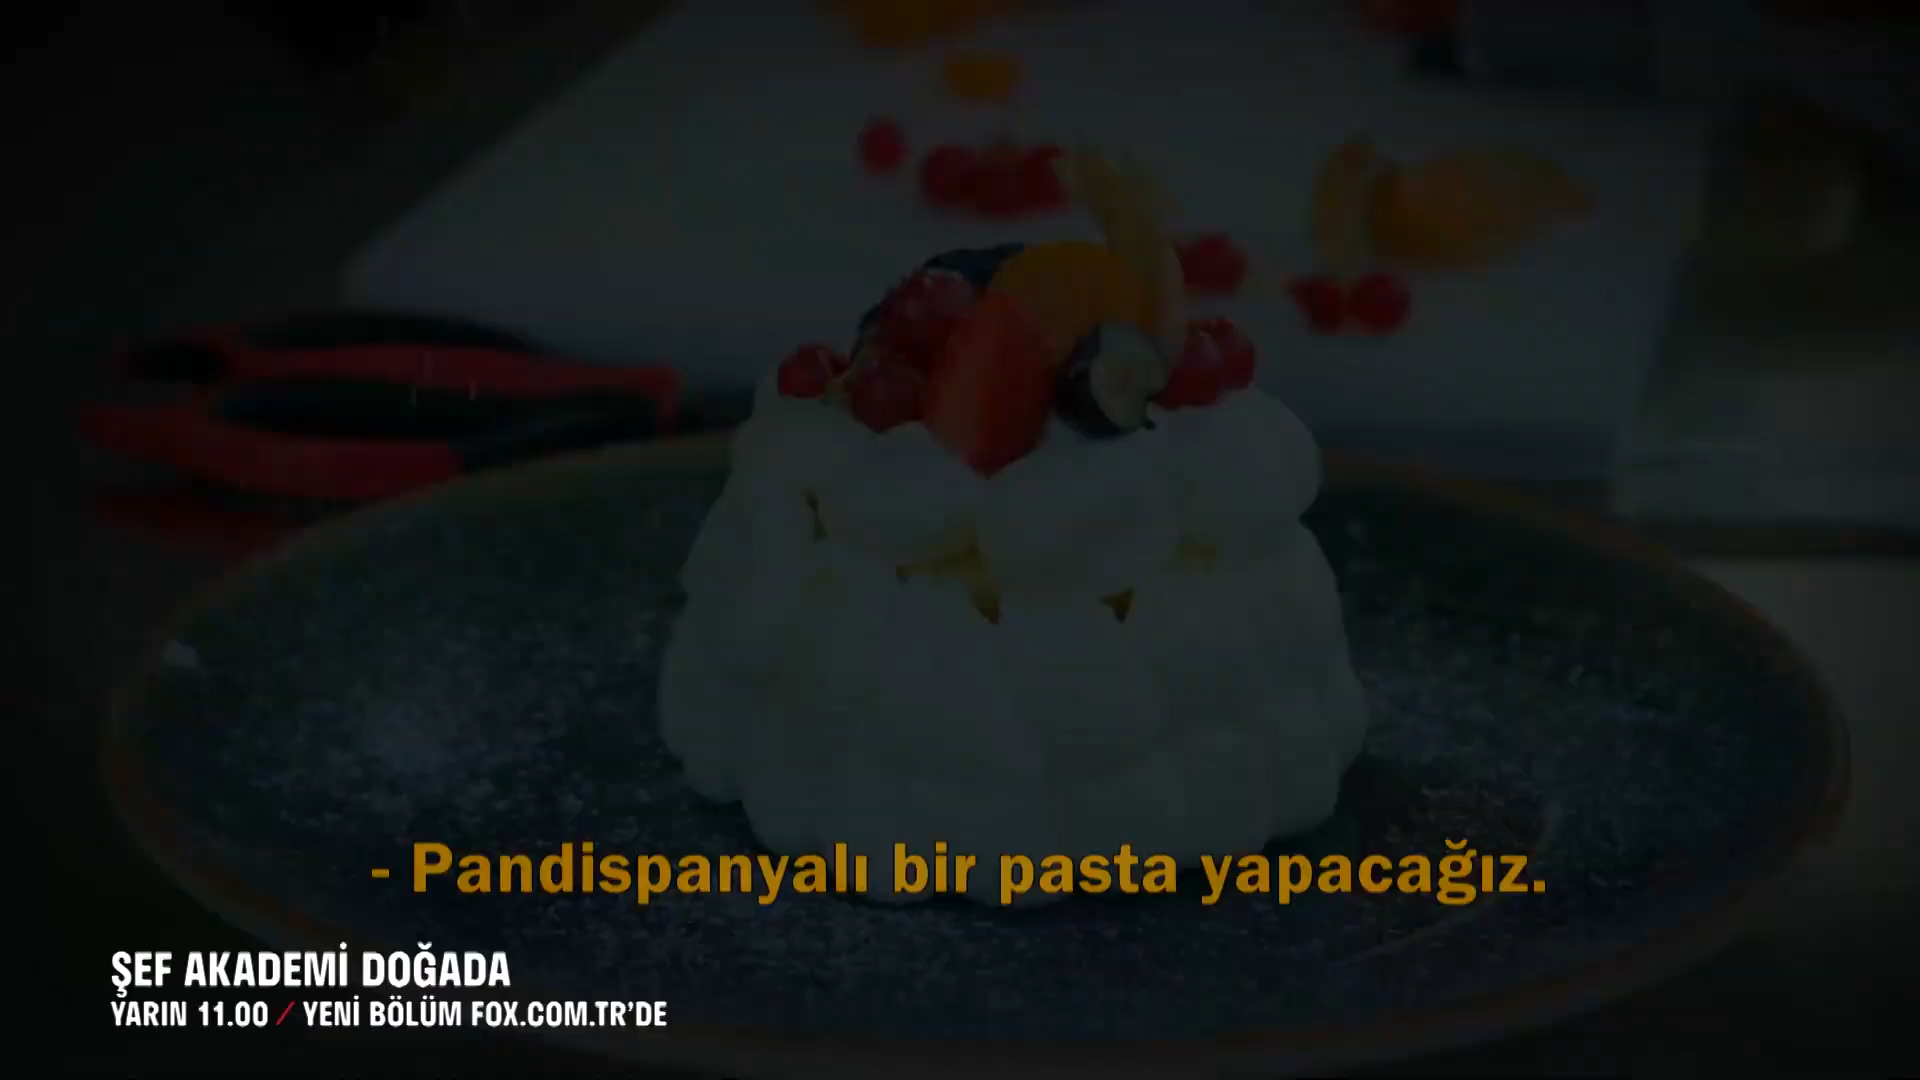 - Pandispanyalı bir pasta yapacağız.
ŞEF AKADEMİ DOĞADA
YARIN 11.00 / YENİ BÖLÜM FOX.COM.TR'DE